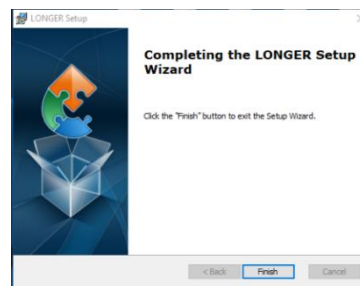 LONGER Setup
Completing the LONGER Setup
Wizard
Click the "Finish" button to exit the Setup Wizard.
< Back
Finish
Cancel